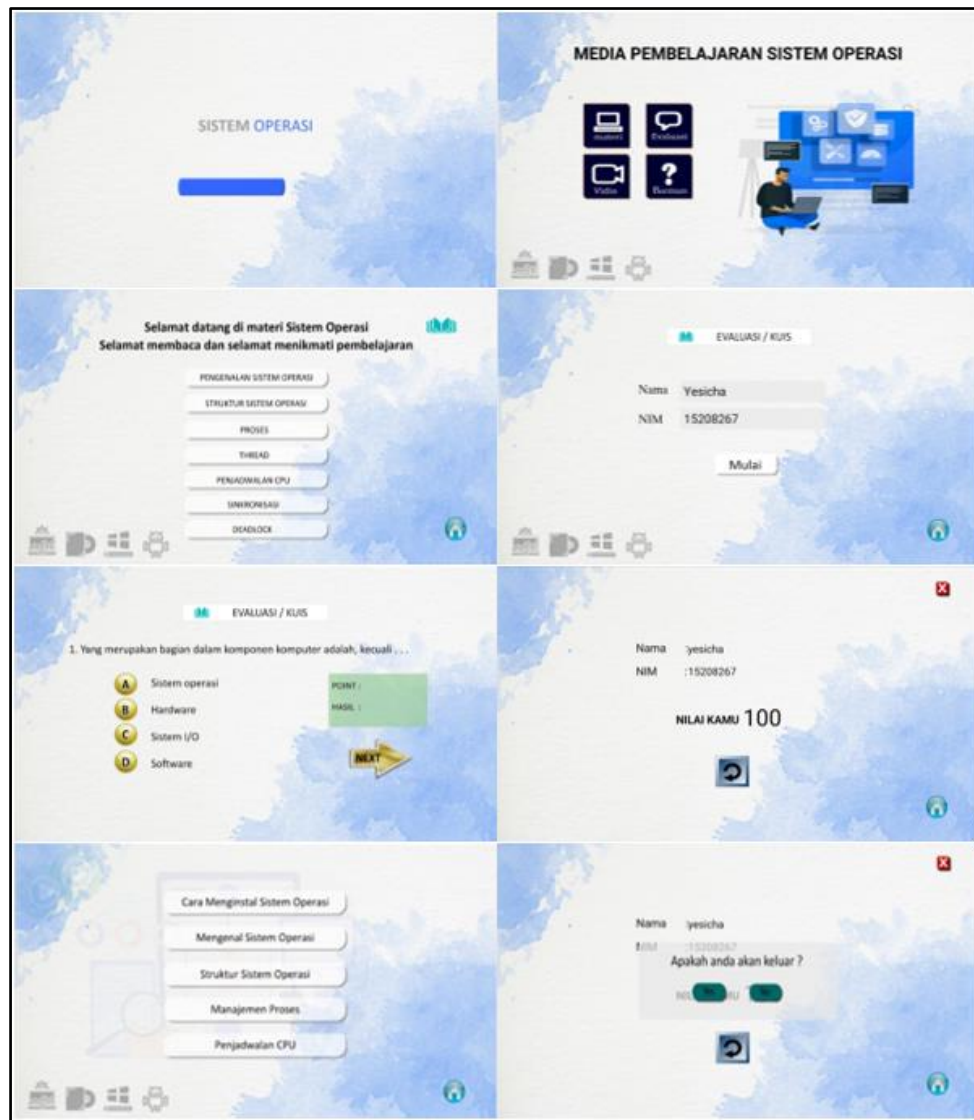 SISTEM OPERASI
MEDIA PEMBELAJARAN SISTEM OPERASI
materi
Evaluasi
Vidio
Selamat datang di materi Sistem Operasi
Selamat membaca dan selamat menikmati pembelajaran
PENGENALAN SISTEM OPERASI
STRUKTUR SISTEM OPERASI
PROSES
THREAD
PENJADWALAN CPU
SINKRONISASI
DEADLOCK
EVALUASI / KUIS
Nama Yesicha
NIM 15208267
Mulai
EVALUASI / KUIS
1. Yang merupakan bagian dalam komponen komputer adalah, kecuali . . .
A Sistem operasi
B Hardware
C Sistem I/O
D Software
POINT :
HASIL :
NEXT
X
Nama :yesicha
NIM :15208267
NILAI KAMU 100
Cara Menginstal Sistem Operasi
Mengenal Sistem Operasi
Struktur Sistem Operasi
Manajemen Proses
Penjadwalan CPU
X
Nama :yesicha
NIM :15208267
Apakah anda akan keluar ?